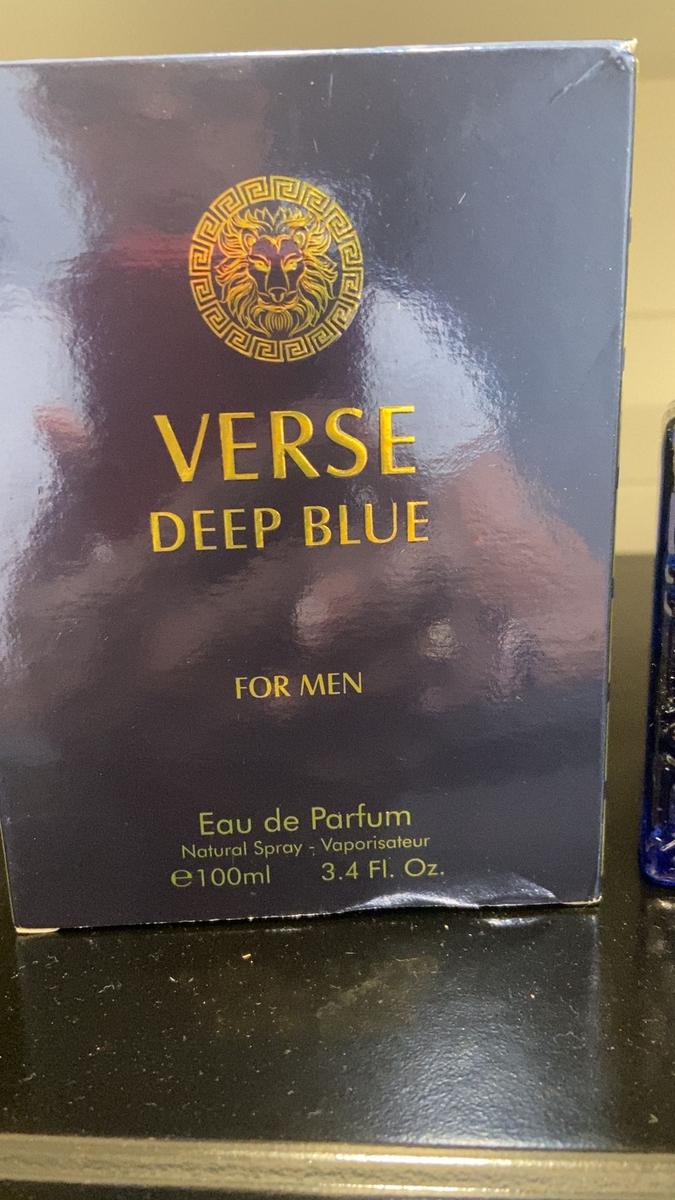 VERSE
DEEP BLUE
FOR MEN
Eau de Parfum
Natural Spray - Vaporisateur
℮100ml 3.4 Fl. Oz.